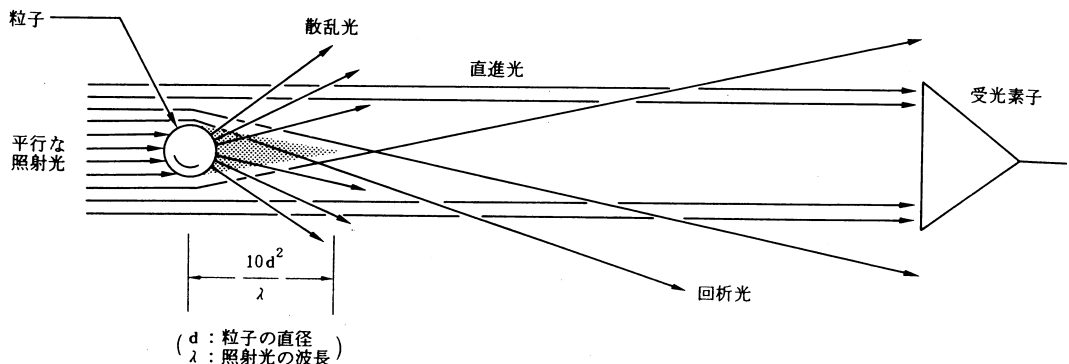 粒子
散乱光
直進光
受光素子
平行な
照射光
10d²
λ
回析光
(d：粒子の直径
λ：照射光の波長)